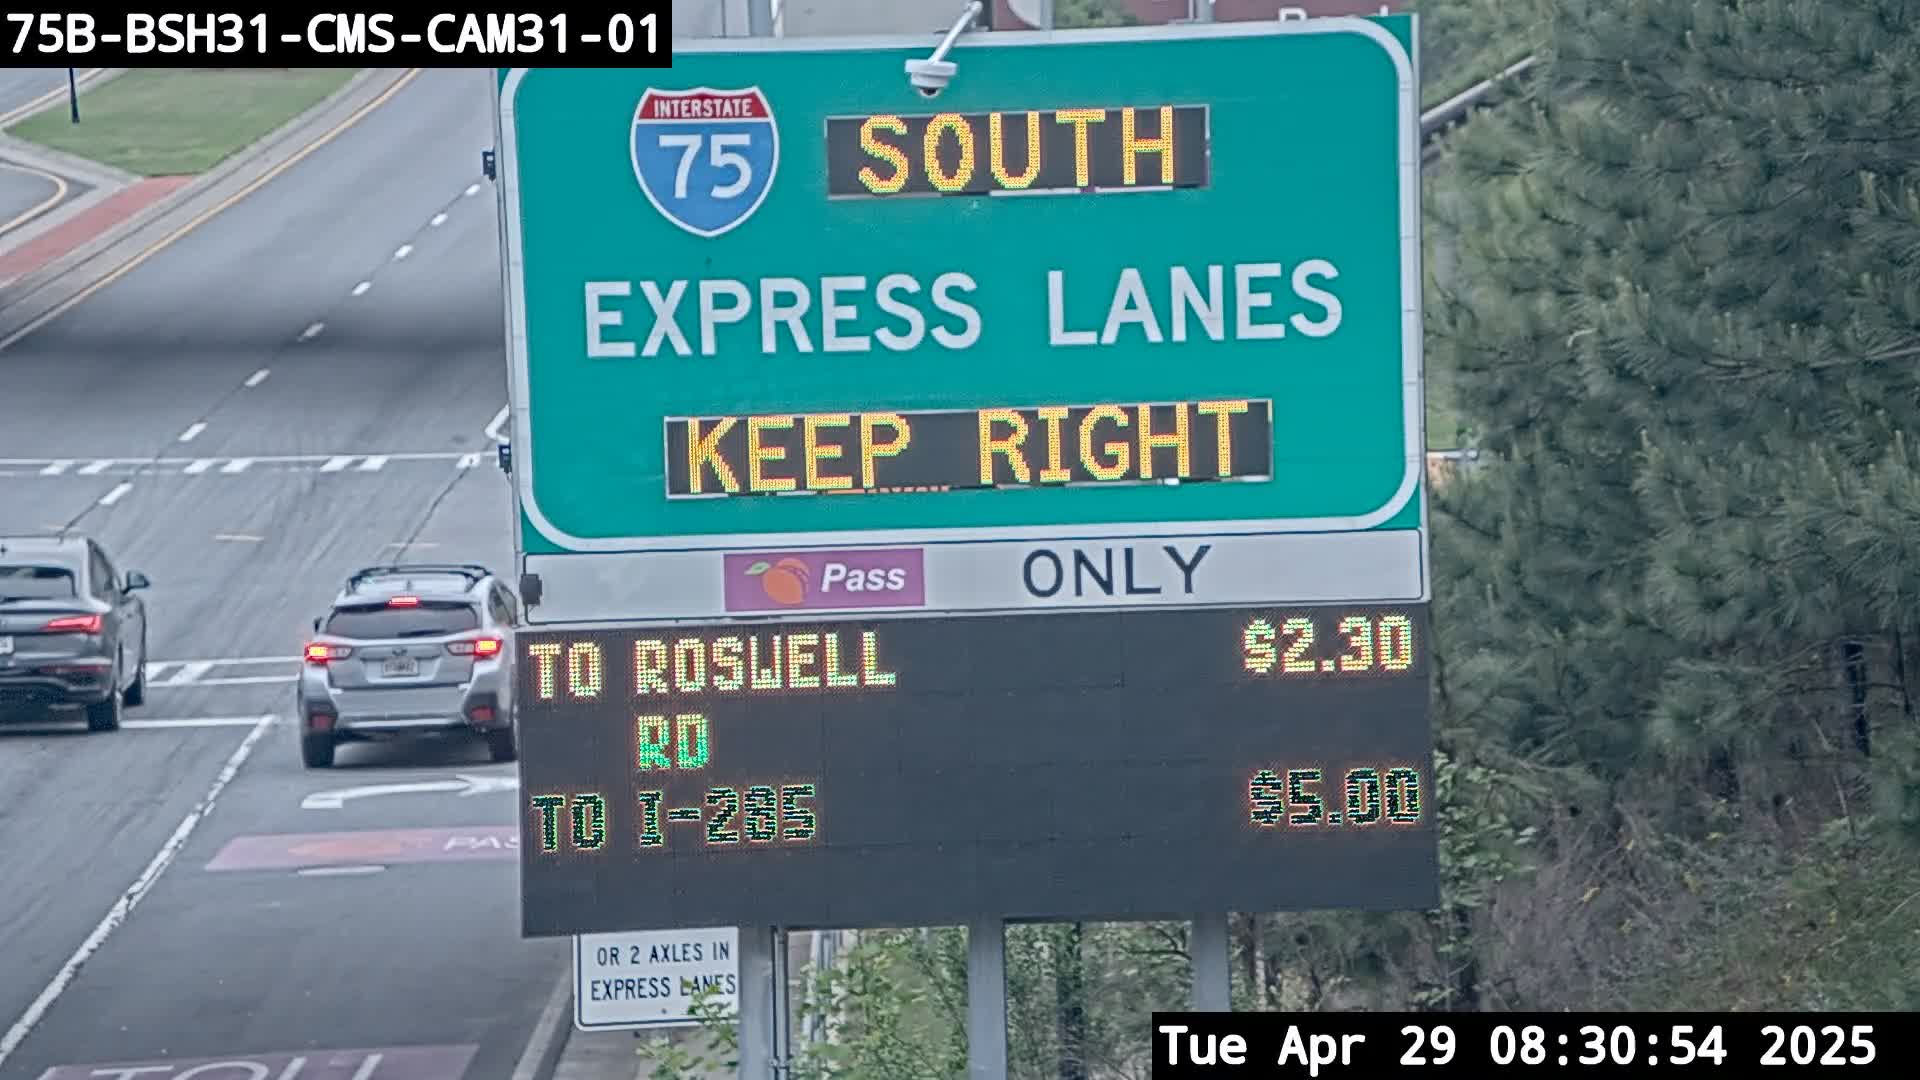 75B-BSH31-CMS-CAM31-01
INTERSTATE
75
SOUTH
EXPRESS LANES
KEEP RIGHT
Pass ONLY
TO ROSWELL $2.30
RD
TO I-285 $5.00
OR 2 AXLES IN
EXPRESS LANES
TOLL
Tue Apr 29 08:30:54 2025